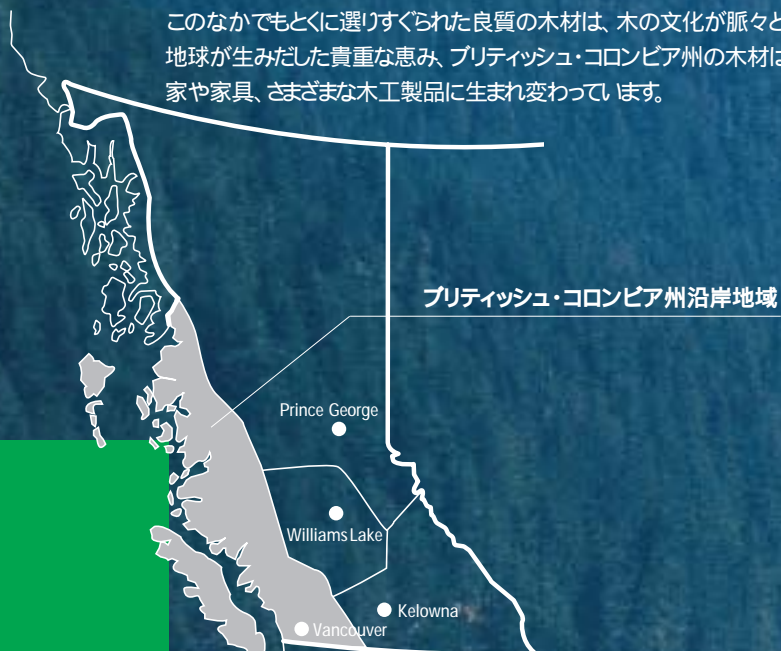 このなかでもとくに選りすぐられた良質の木材は、木の文化が脈々と
地球が生みだした貴重な恵み、ブリティッシュ・コロンビア州の木材は
家や家具、さまざまな木工製品に生まれ変わっています。
ブリティッシュ・コロンビア州沿岸地域
Prince George
Williams Lake
Kelowna
Vancouver